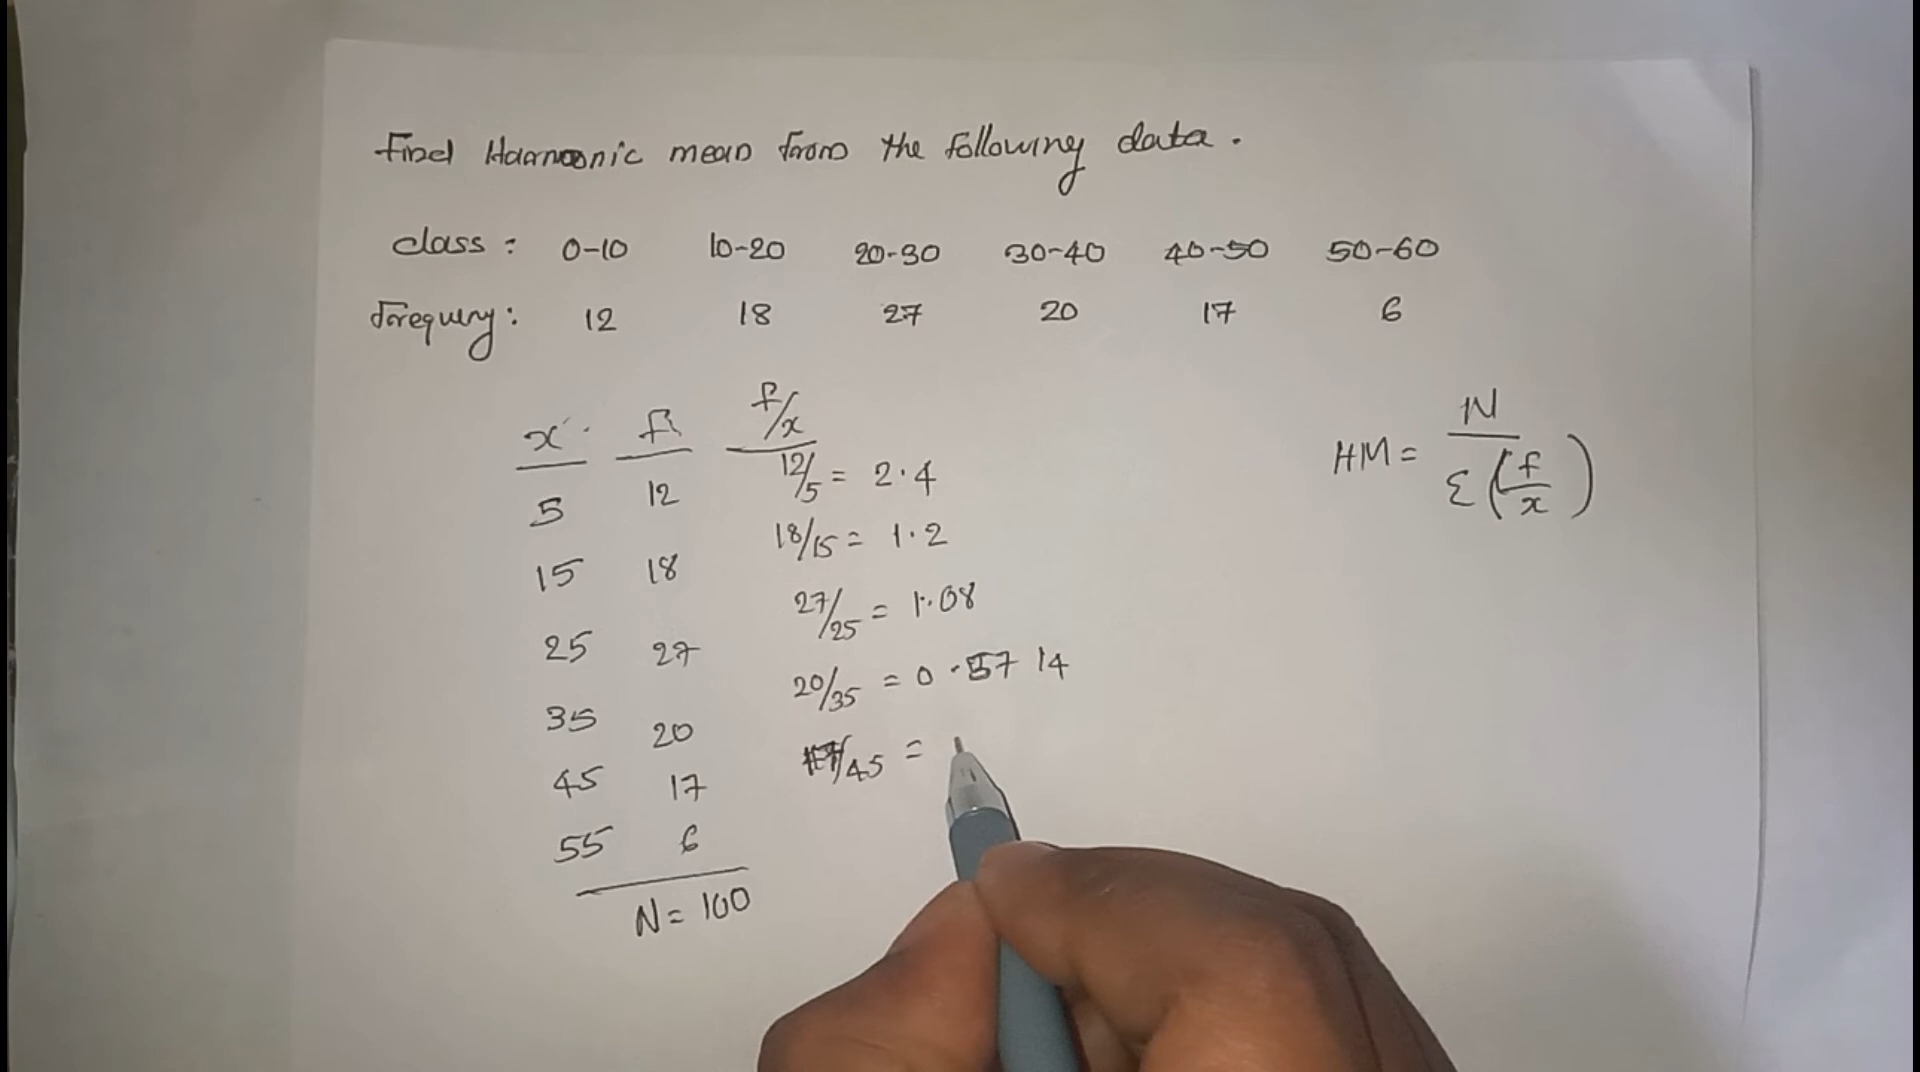 Find Harmonic mean from the following data.
class : 0-10 10-20 20-30 30-40 40-50 50-60
frequency : 12 18 27 20 17 6
x f f/x
HM = N / Σ (f/x)
5 12 12/5 = 2.4
15 18 18/15 = 1.2
25 27 27/25 = 1.08
35 20 20/35 = 0.5714
45 17 17/45 =
55 6
N = 100